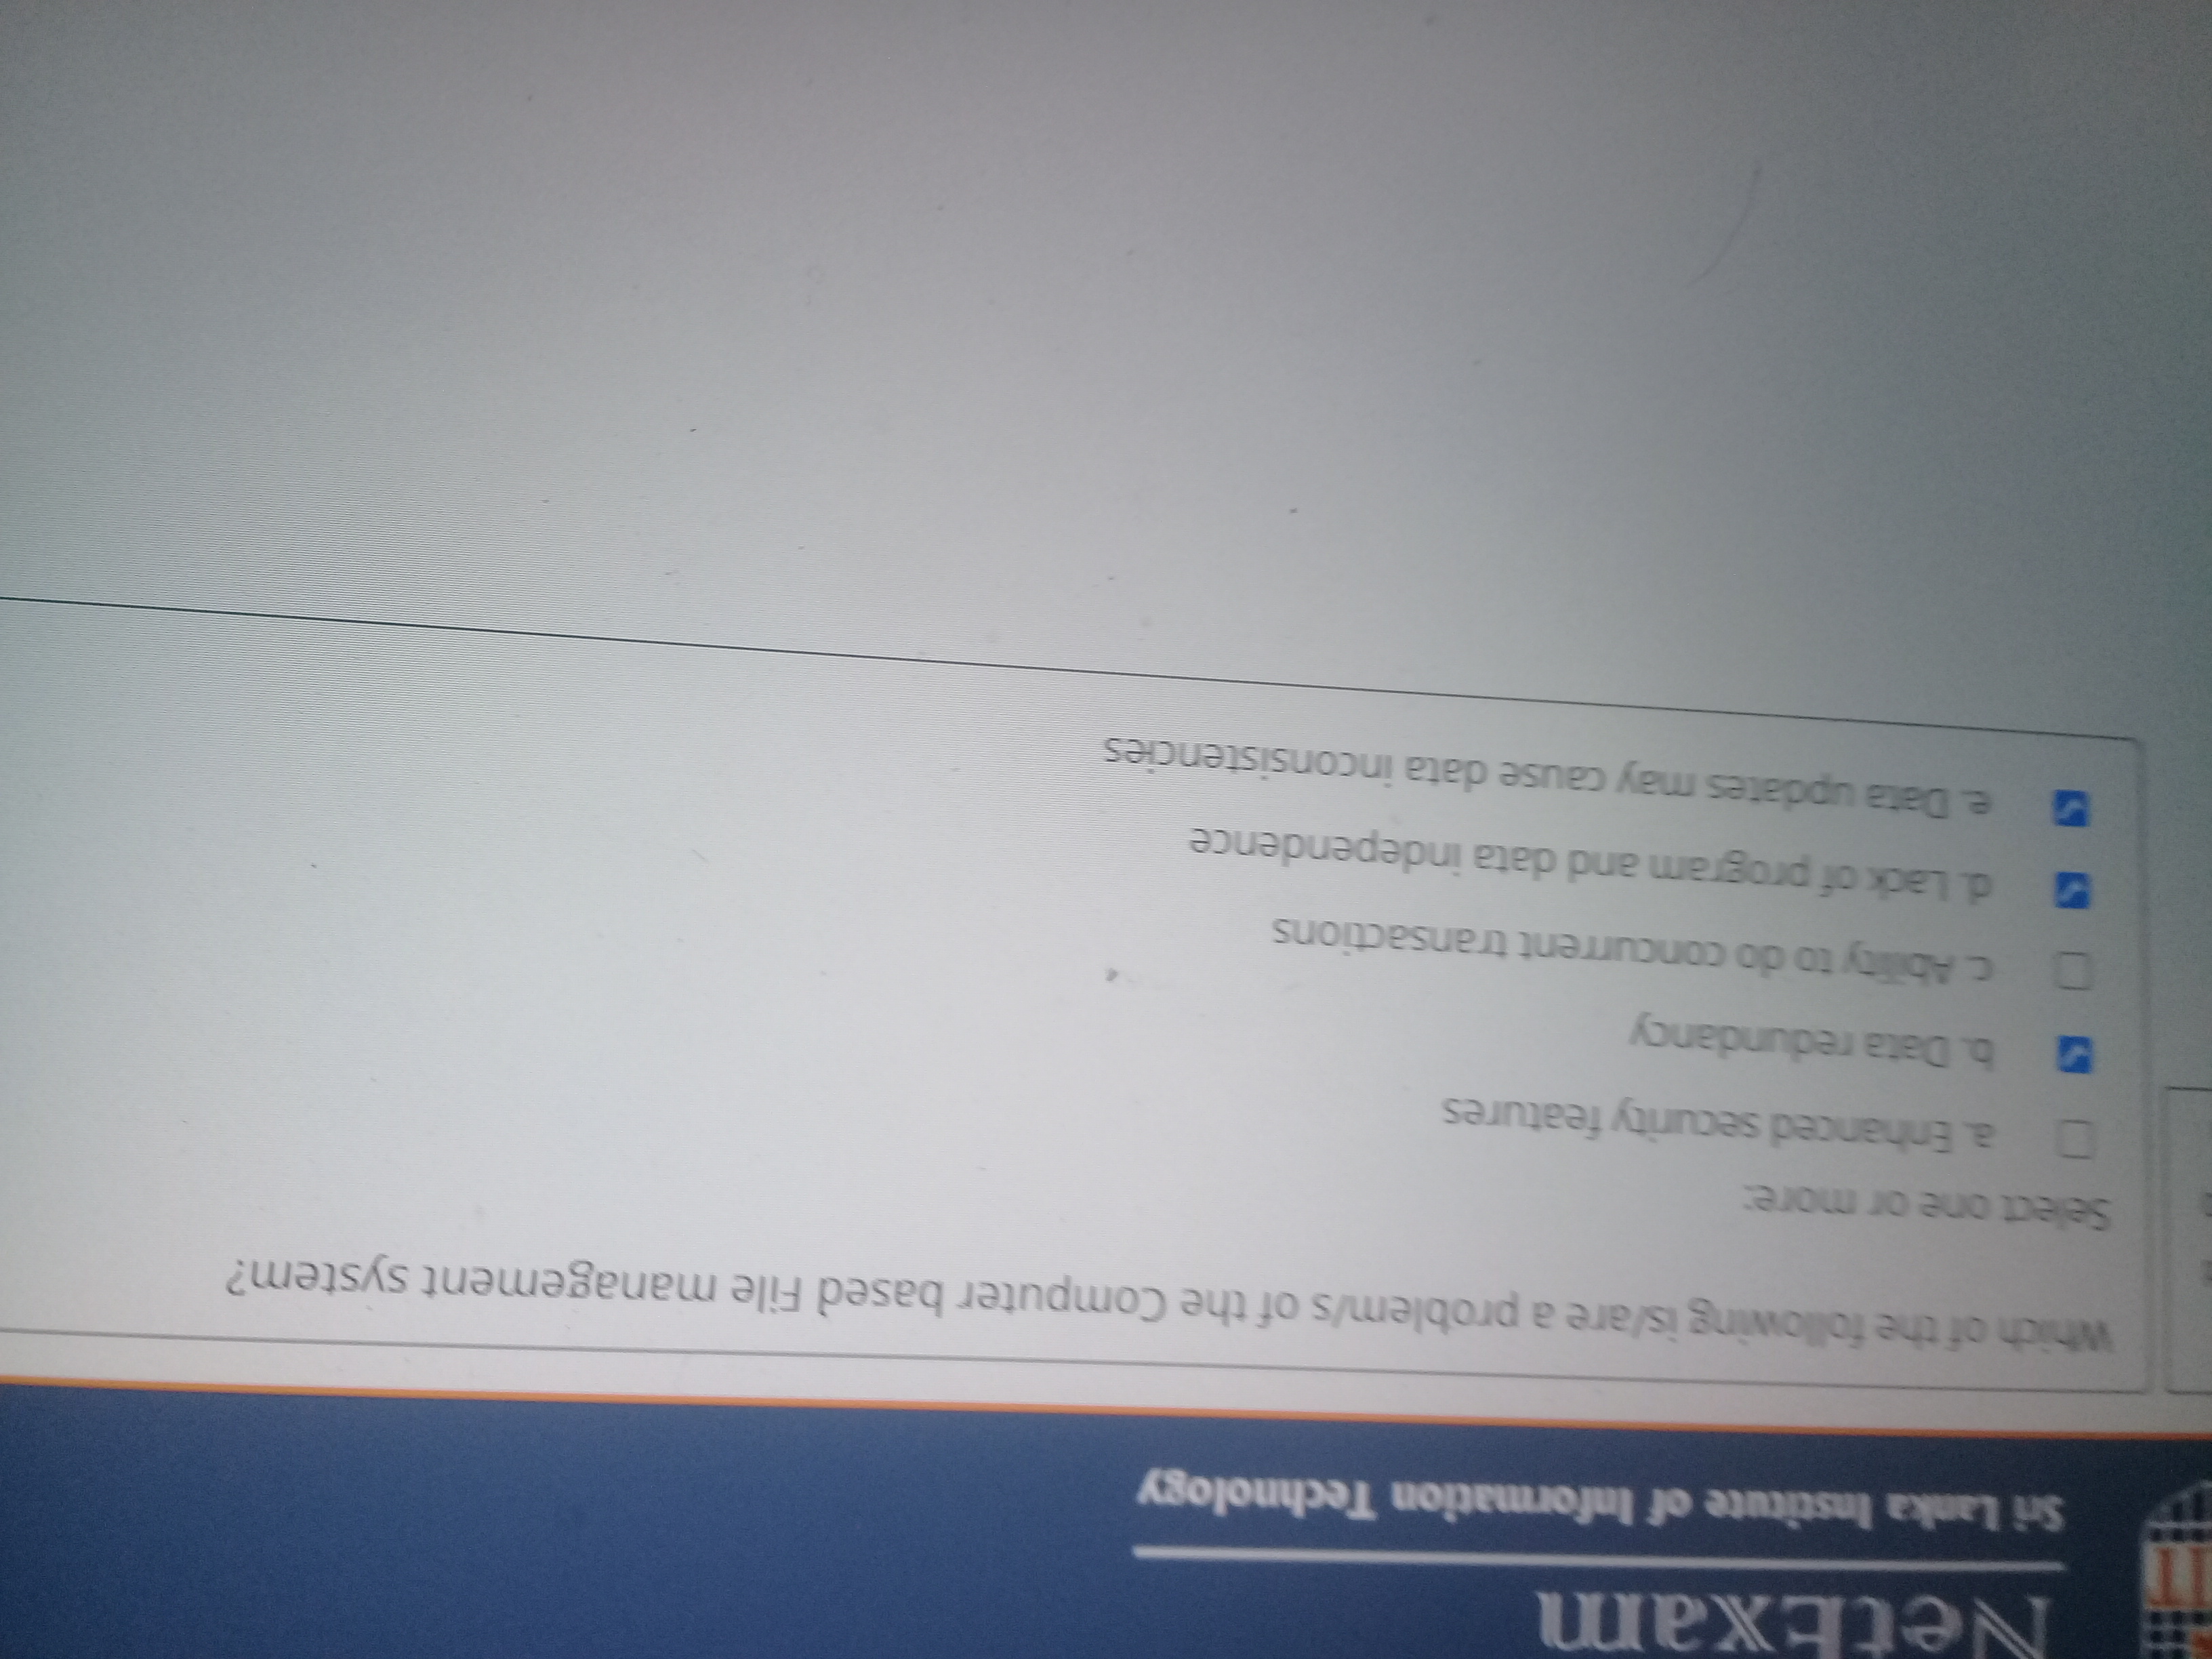 NetExam
IT
Sri Lanka Institute of Information Technology
Which of the following is/are a problem/s of the Computer based File management system?
Select one or more:
a. Enhanced security features
b. Data redundancy
c. Ability to do concurrent transactions
d. Lack of program and data independence
e. Data updates may cause data inconsistencies